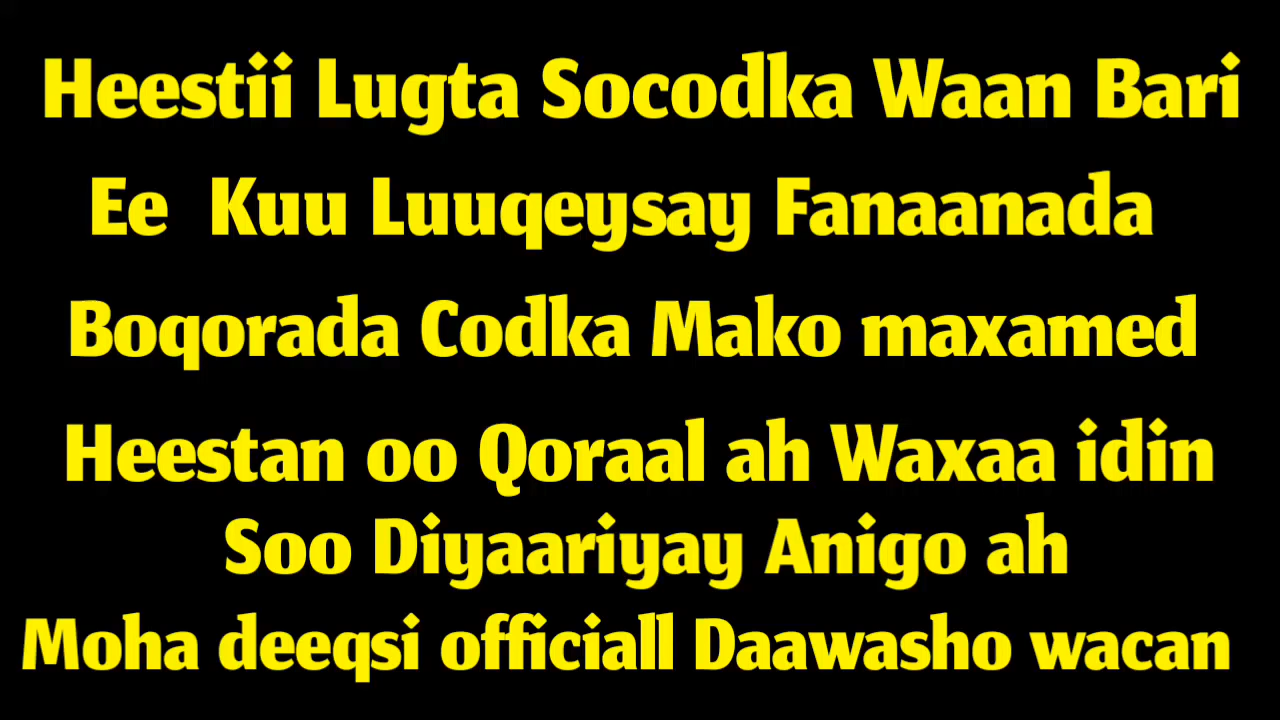 Heestii Lugta Socodka Waan Bari
Ee Kuu Luuqeysay Fanaanada
Boqorada Codka Mako maxamed
Heestan oo Qoraal ah Waxaa idin
Soo Diyaariyay Anigo ah
Moha deeqsi officiall Daawasho wacan